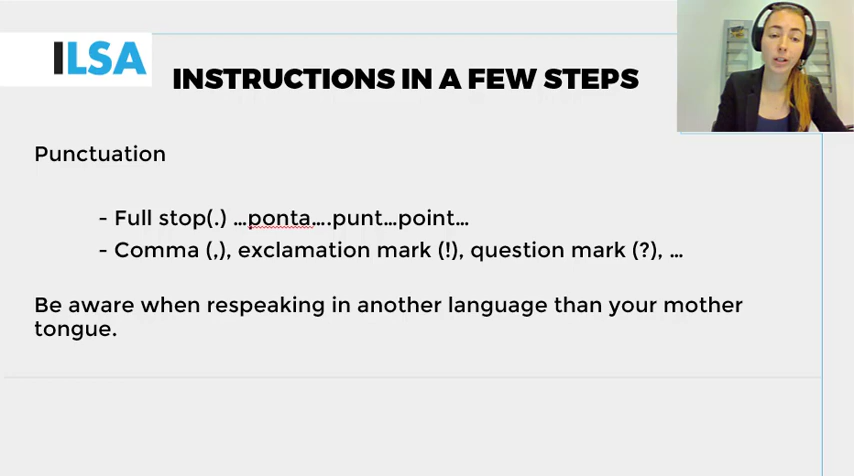 ILSA
INSTRUCTIONS IN A FEW STEPS
Punctuation
- Full stop(.) ...ponta....punt...point...
- Comma (,), exclamation mark (!), question mark (?), ...
Be aware when respeaking in another language than your mother
tongue.